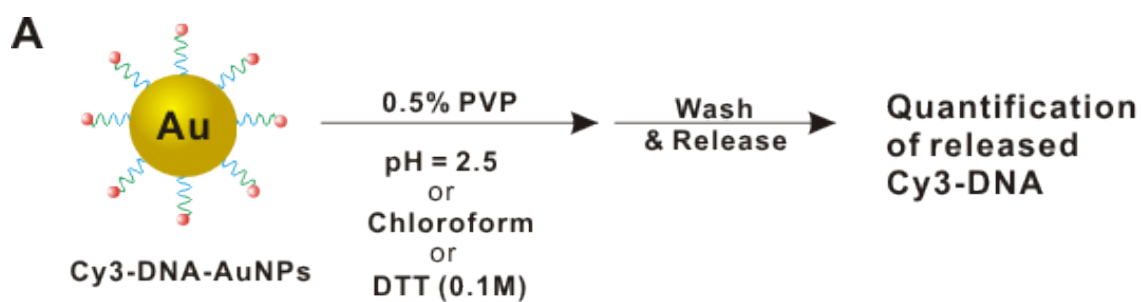 A
Au
Cy3-DNA-AuNPs
0.5% PVP
pH = 2.5
or
Chloroform
or
DTT (0.1M)
Wash
& Release
Quantification
of released
Cy3-DNA